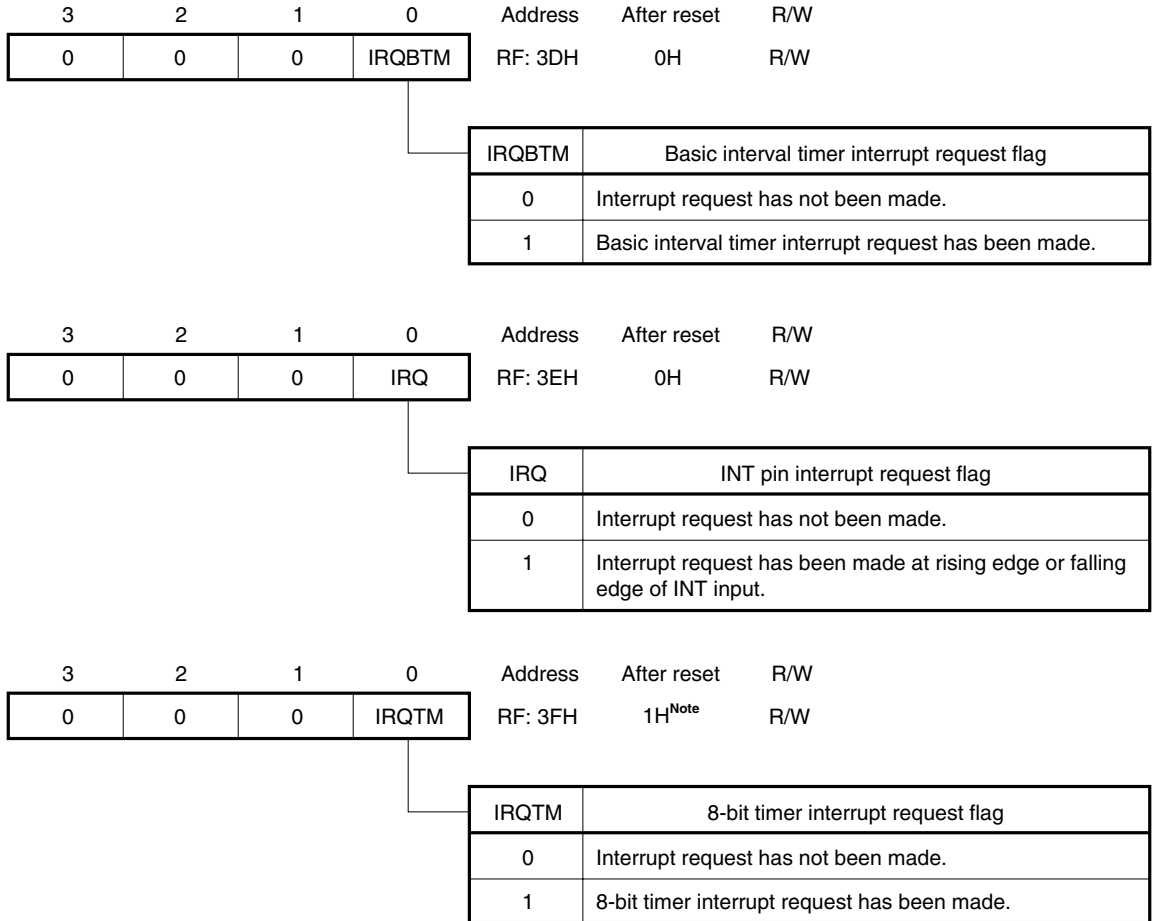 3 2 1 0 Address After reset R/W
0 0 0 IRQBTM RF: 3DH 0H R/W
IRQBTM Basic interval timer interrupt request flag
0 Interrupt request has not been made.
1 Basic interval timer interrupt request has been made.
3 2 1 0 Address After reset R/W
0 0 0 IRQ RF: 3EH 0H R/W
IRQ INT pin interrupt request flag
0 Interrupt request has not been made.
1 Interrupt request has been made at rising edge or falling
edge of INT input.
3 2 1 0 Address After reset R/W
0 0 0 IRQTM RF: 3FH 1H Note R/W
IRQTM 8-bit timer interrupt request flag
0 Interrupt request has not been made.
1 8-bit timer interrupt request has been made.